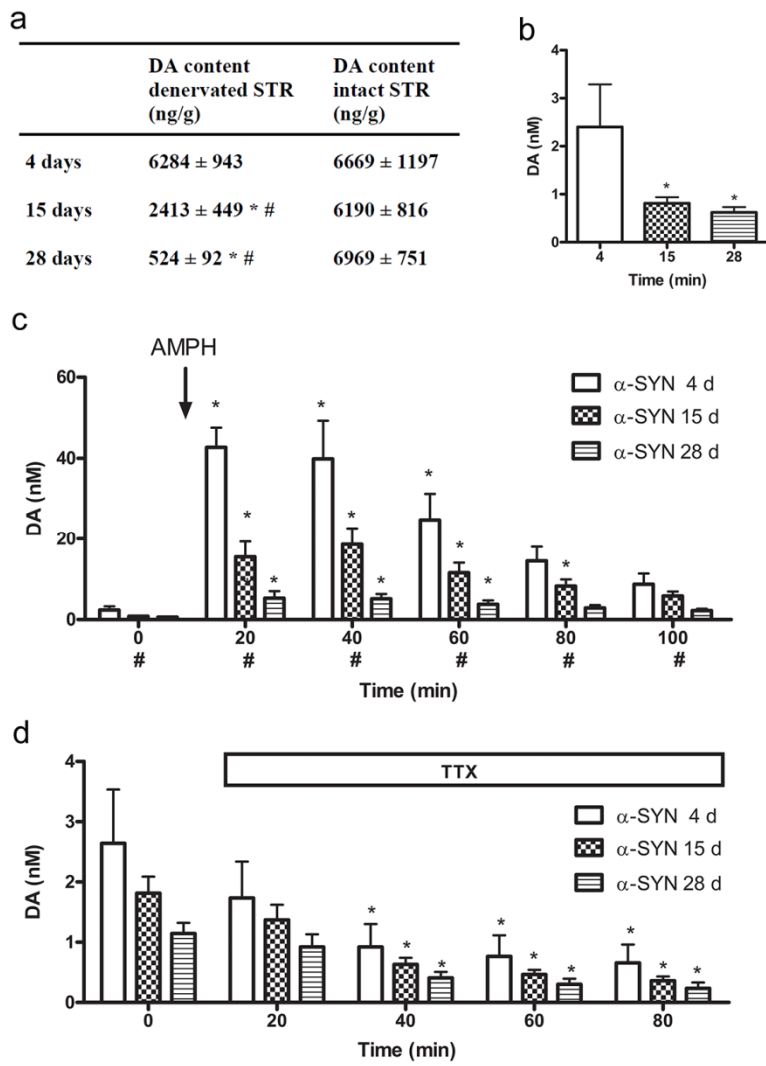 a
DA content denervated STR (ng/g) DA content intact STR (ng/g)
4 days 6284 ± 943 6669 ± 1197
15 days 2413 ± 449 * # 6190 ± 816
28 days 524 ± 92 * # 6969 ± 751
b
DA (nM)
4
3
2
1
0
* *
4 15 28
Time (min)
c
AMPH
DA (nM)
60
40
20
0
* * * * * * * * * *
α-SYN 4 d
α-SYN 15 d
α-SYN 28 d
0 20 40 60 80 100
# # # # # #
Time (min)
d
TTX
DA (nM)
4
3
2
1
0
α-SYN 4 d
α-SYN 15 d
α-SYN 28 d
* * * * * * * * *
0 20 40 60 80
Time (min)